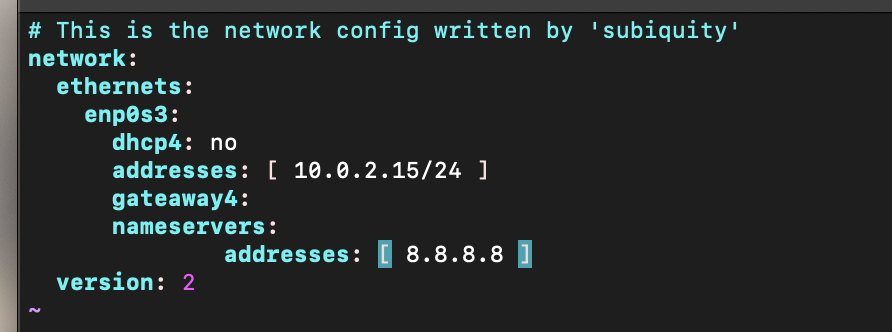 # This is the network config written by 'subiquity'
network:
  ethernets:
    enp0s3:
      dhcp4: no
      addresses: [ 10.0.2.15/24 ]
      gateaway4:
      nameservers:
              addresses: [ 8.8.8.8 ]
  version: 2
~